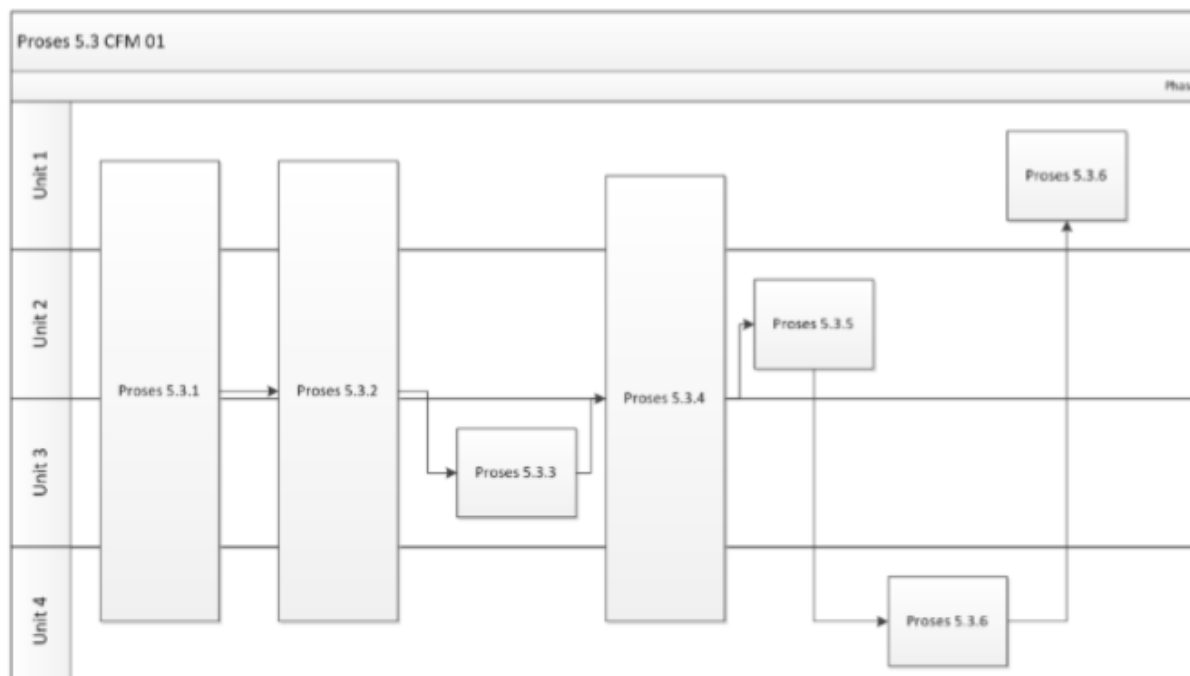 Proses 5.3 CFM 01
Phas
Unit 1
Proses 5.3.6
Unit 2
Proses 5.3.5
Proses 5.3.1
Proses 5.3.2
Proses 5.3.4
Unit 3
Proses 5.3.3
Unit 4
Proses 5.3.6